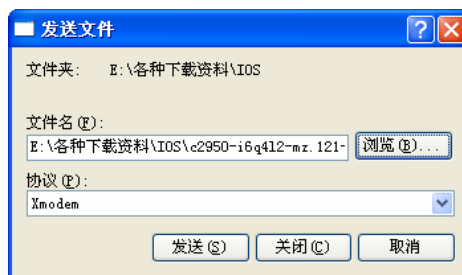 发送文件
文件夹: E:\各种下载资料\IOS
文件名(F):
E:\各种下载资料\IOS\c2950-i6q4l2-mz.121- 浏览(B)...
协议(P):
Xmodem
发送(S) 关闭(C) 取消